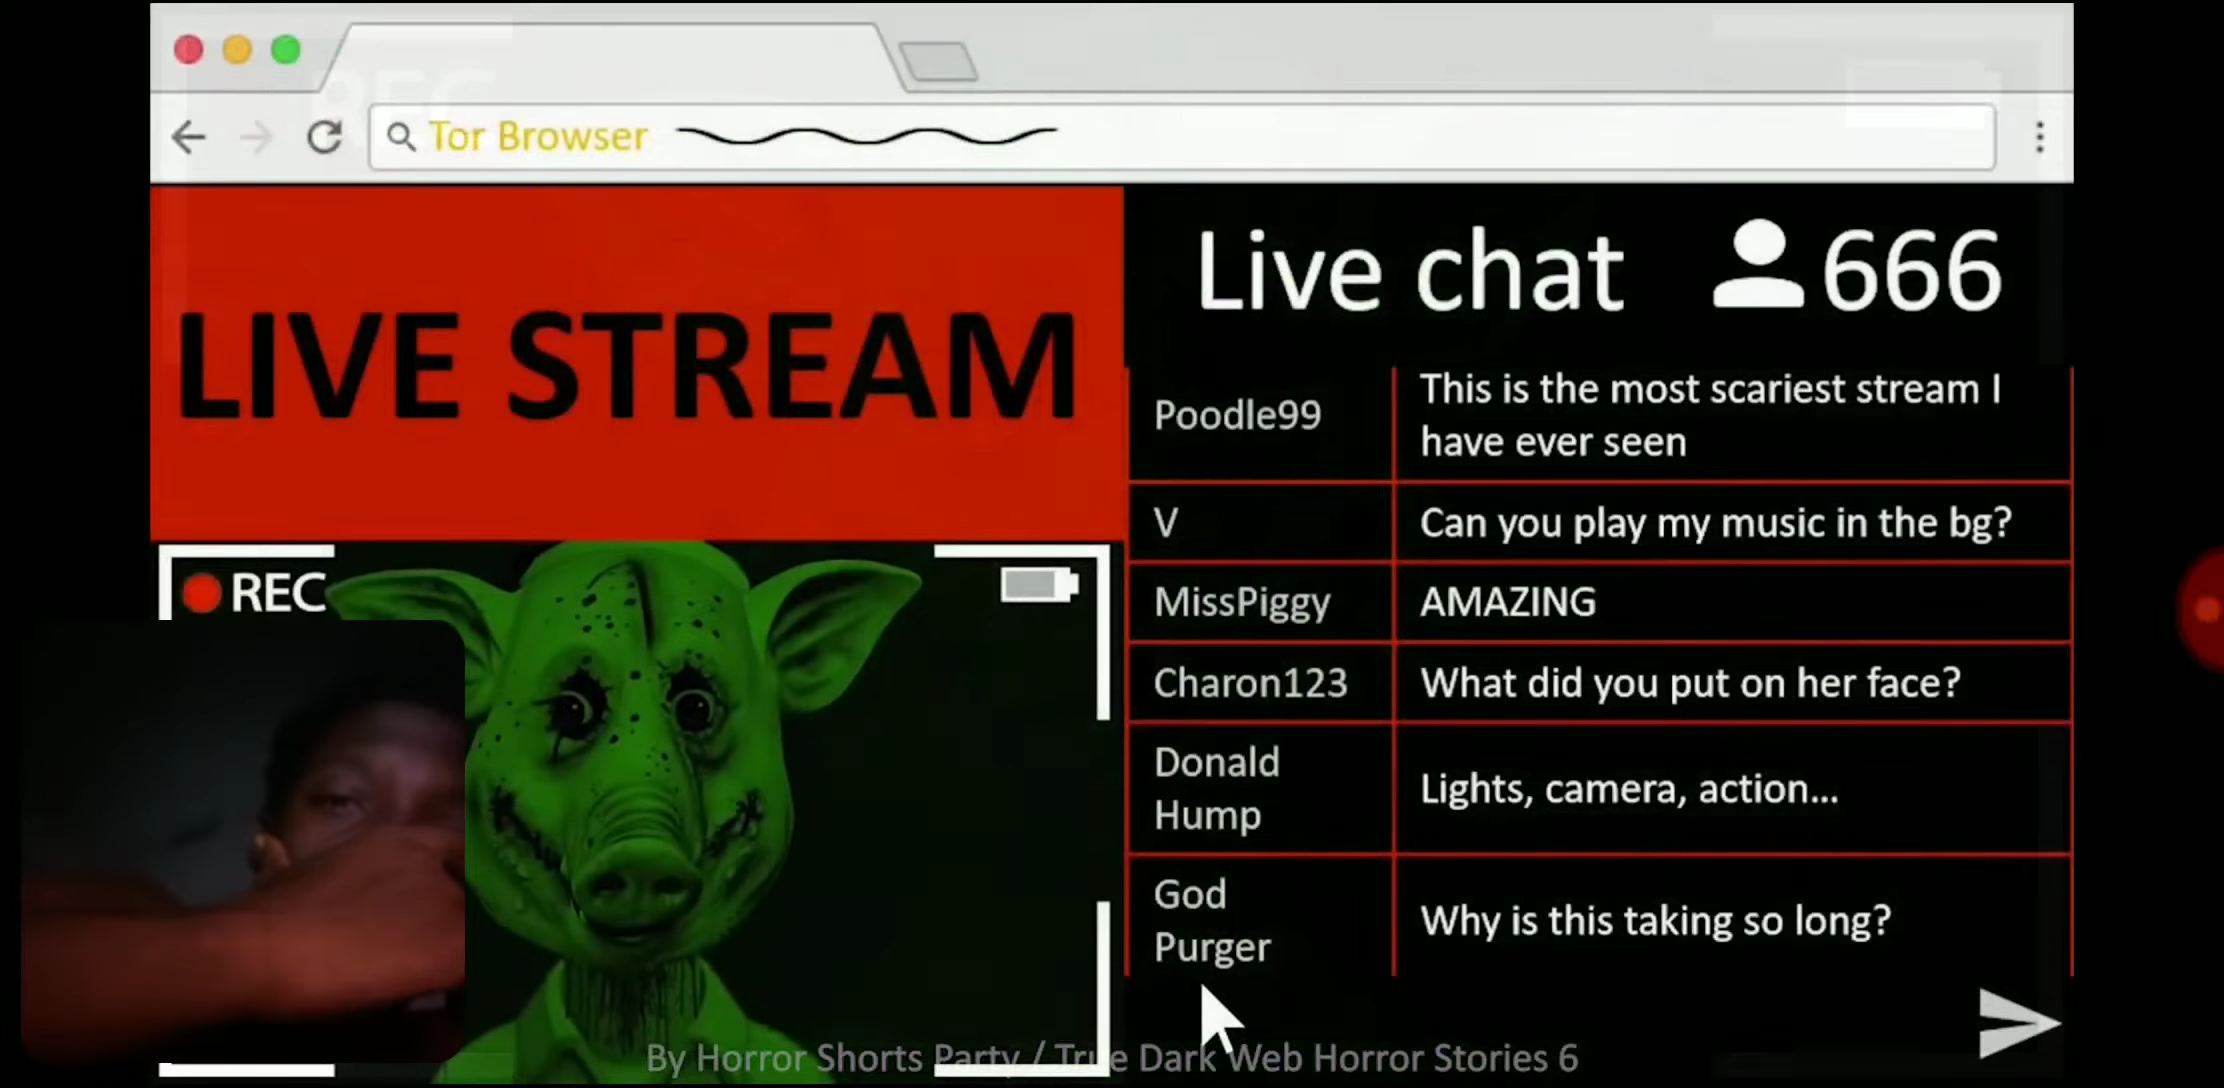 Tor Browser
LIVE STREAM
REC
Live chat 666
Poodle99
This is the most scariest stream I
have ever seen
V
Can you play my music in the bg?
MissPiggy
AMAZING
Charon123
What did you put on her face?
Donald
Hump
Lights, camera, action...
God
Purger
Why is this taking so long?
By Horror Shorts Party / True Dark Web Horror Stories 6